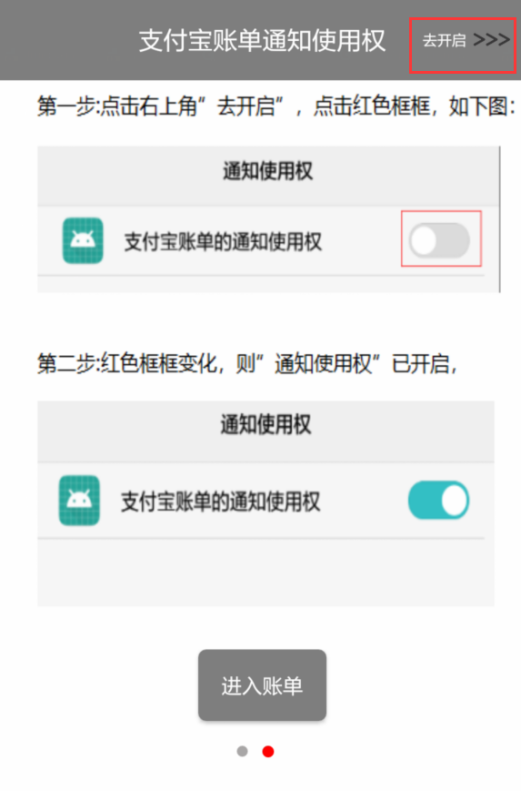 支付宝账单通知使用权 去开启 >>>
第一步:点击右上角”去开启”，点击红色框框，如下图:
通知使用权
支付宝账单的通知使用权
第二步:红色框框变化，则”通知使用权”已开启，
通知使用权
支付宝账单的通知使用权
进入账单